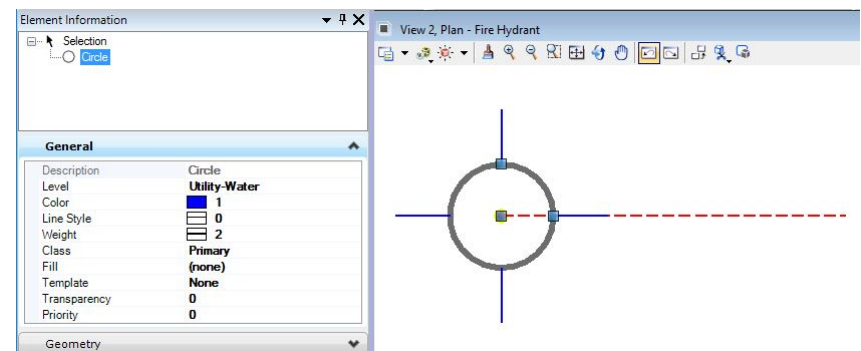 Element Information
Selection
Circle
General
Description Circle
Level Utility-Water
Color 1
Line Style 0
Weight 2
Class Primary
Fill (none)
Template None
Transparency 0
Priority 0
Geometry
View 2, Plan - Fire Hydrant